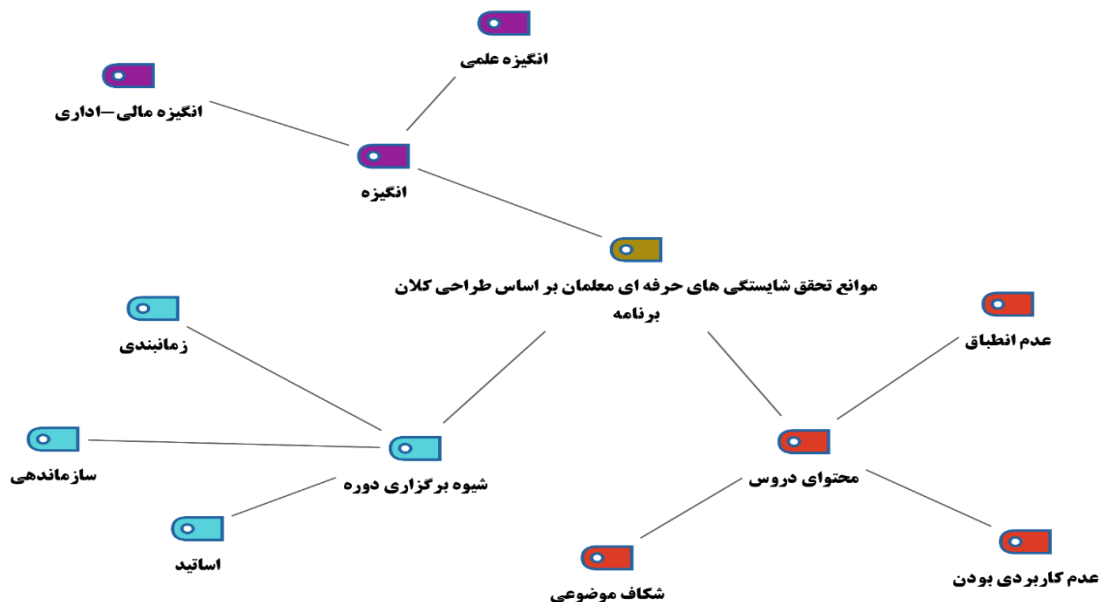 انگیزه علمی
انگیزه مالی-اداری
انگیزه
موانع تحقق شایستگی های حرفه ای معلمان بر اساس طراحی کلان
برنامه
عدم انطباق
زمانبندی
محتوای دروس
سازماندهی
شیوه برگزاری دوره
اساتید
عدم کاربردی بودن
شکاف موضوعی